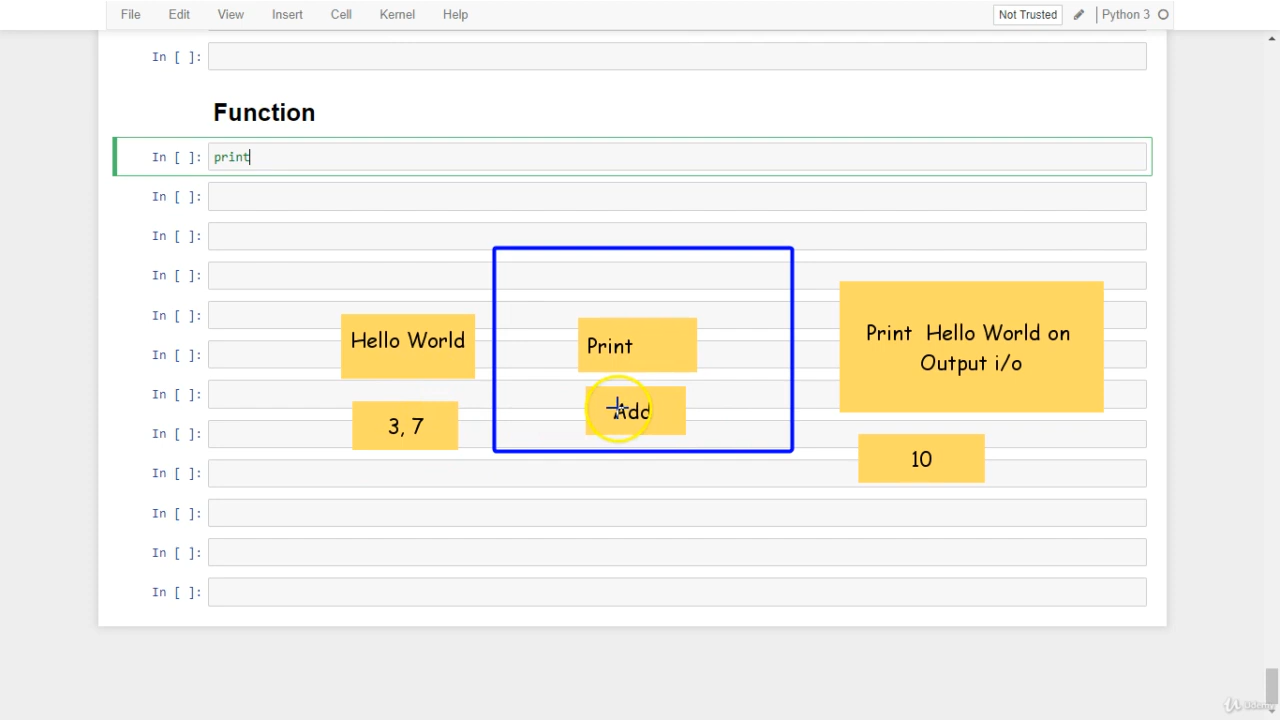 File Edit View Insert Cell Kernel Help Not Trusted Python 3
In [ ]:
Function
In [ ]: print
In [ ]:
In [ ]:
In [ ]:
In [ ]:
In [ ]:
In [ ]:
In [ ]:
In [ ]:
In [ ]:
In [ ]:
In [ ]:
Hello World
3, 7
Print
Add
Print Hello World on
Output i/o
10
Udemy